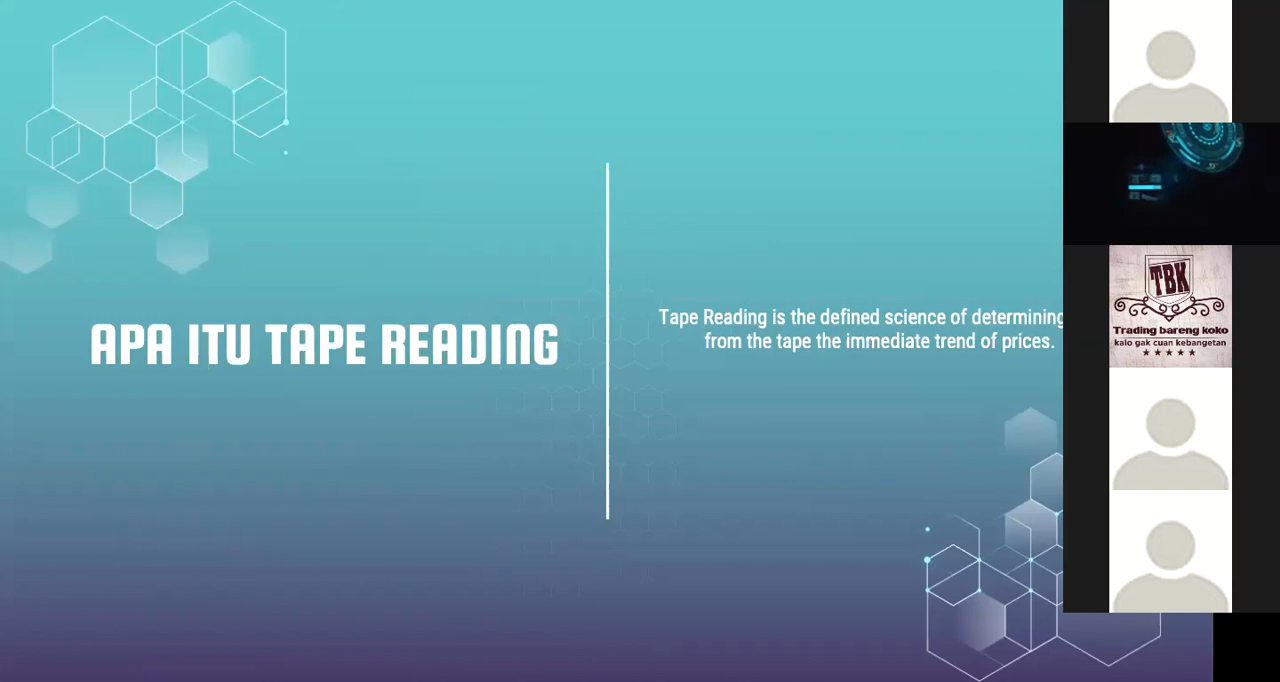 APA ITU TAPE READING
Tape Reading is the defined science of determining
from the tape the immediate trend of prices.
TBK
Trading bareng koko
kalo gak cuan kebangetan